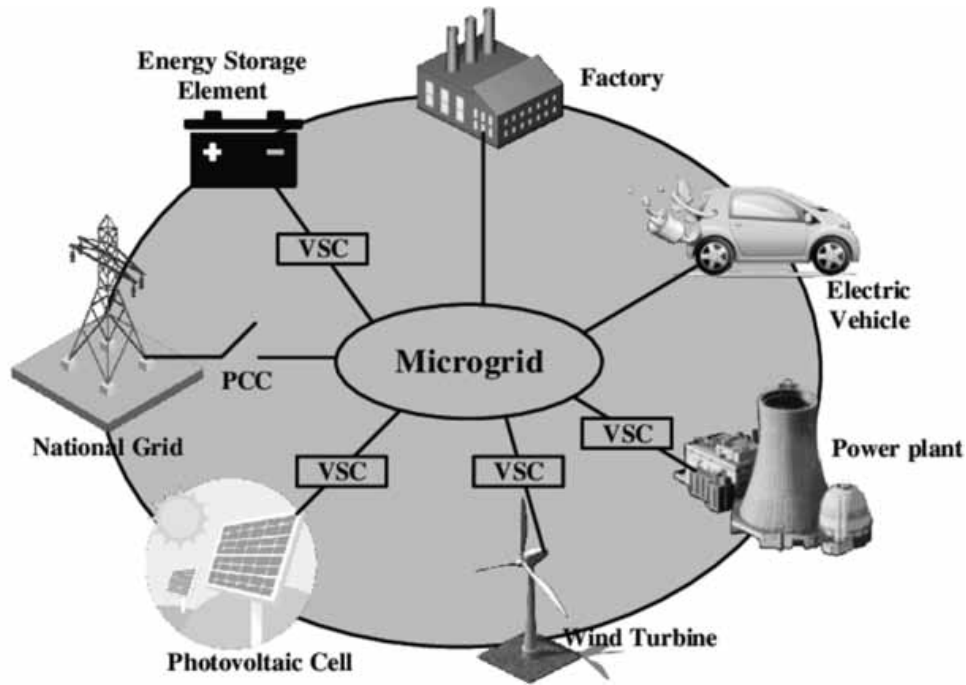 Energy Storage
Element
Factory
+ -
VSC
Electric
Vehicle
Microgrid
PCC
National Grid
VSC
Power plant
VSC
VSC
Photovoltaic Cell
Wind Turbine